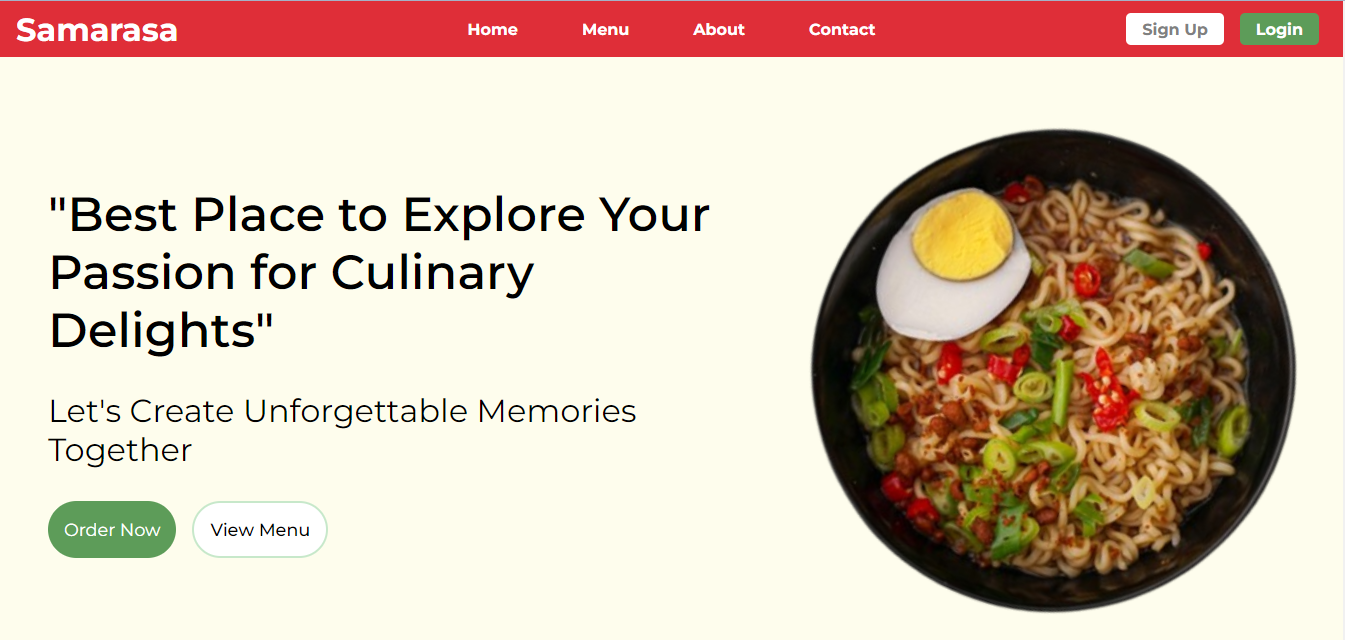 Samarasa
Home Menu About Contact
Sign Up Login
"Best Place to Explore Your
Passion for Culinary
Delights"
Let's Create Unforgettable Memories
Together
Order Now View Menu